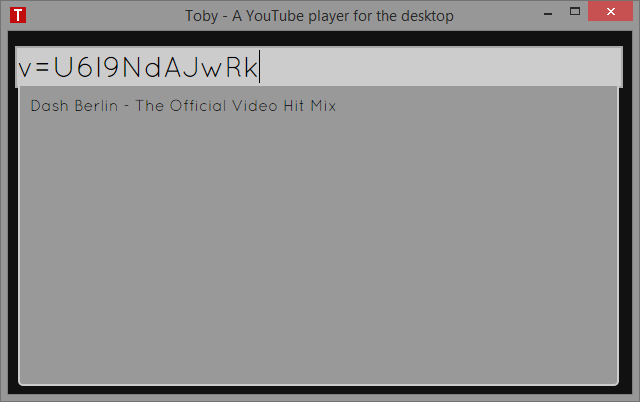 T Toby - A YouTube player for the desktop
v=U6I9NdAJwRk
Dash Berlin - The Official Video Hit Mix